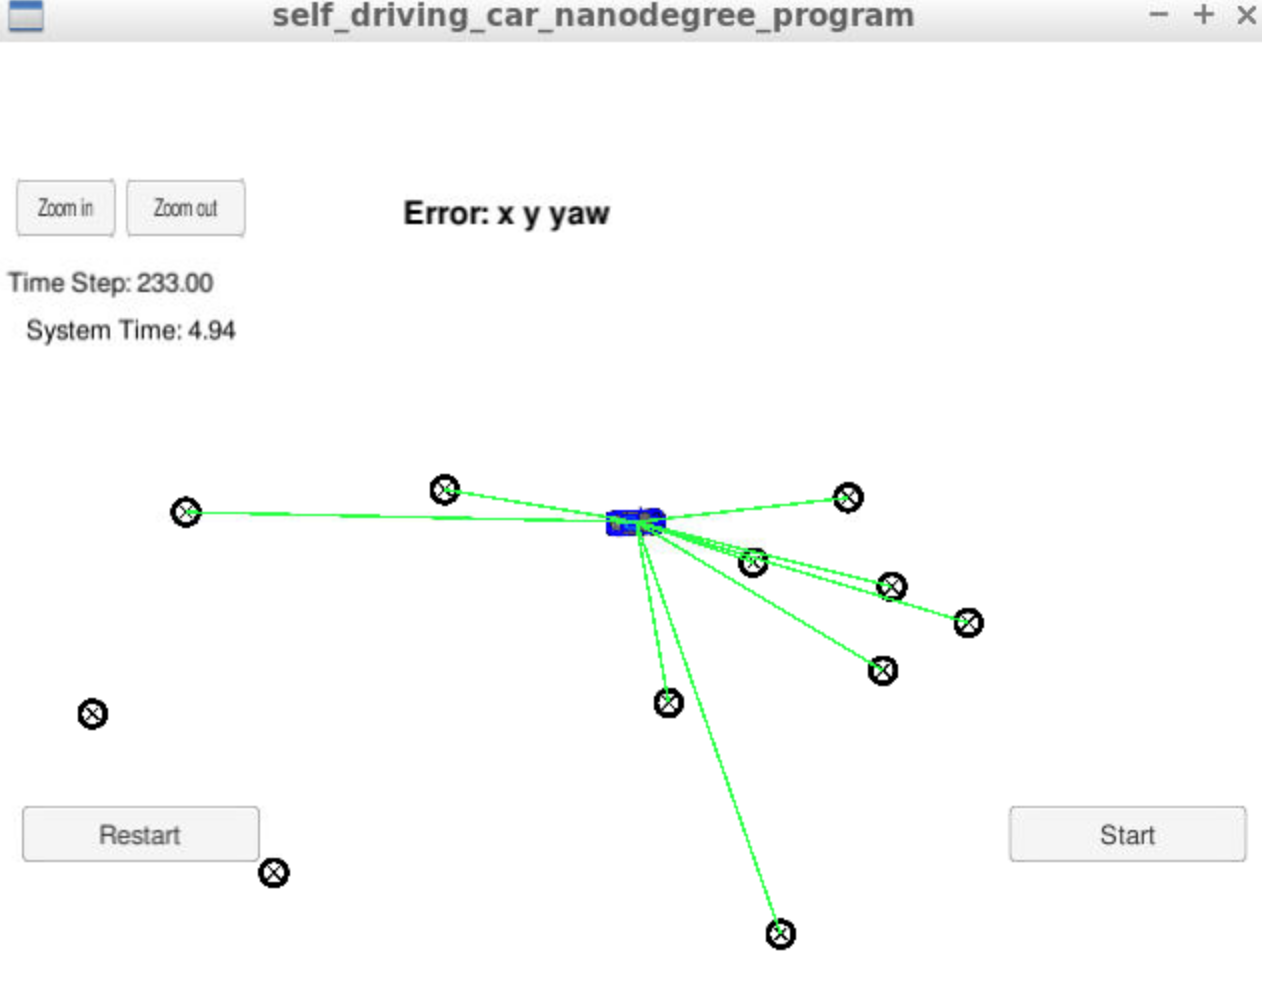 self_driving_car_nanodegree_program
Zoom in
Zoom out
Error: x y yaw
Time Step: 233.00
System Time: 4.94
Restart
Start